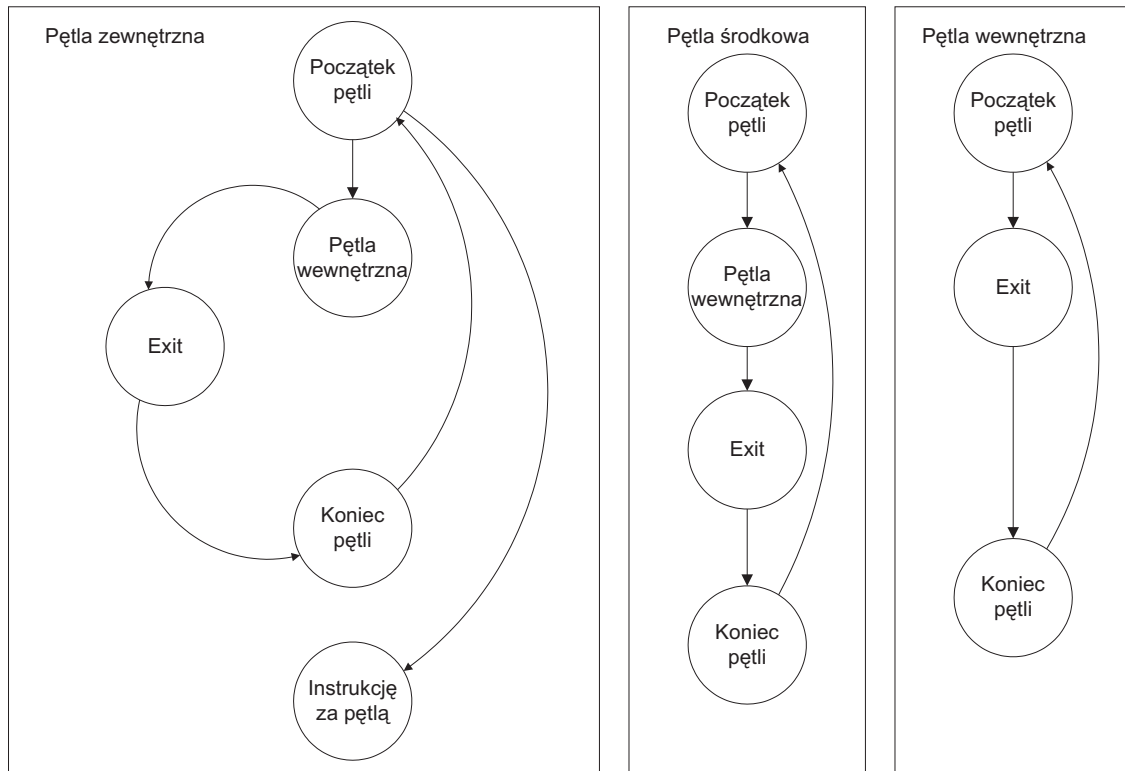 Pętla zewnętrzna
Początek
pętli
Pętla
wewnętrzna
Exit
Koniec
pętli
Instrukcję
za pętlą
Pętla środkowa
Początek
pętli
Pętla
wewnętrzna
Exit
Koniec
pętli
Pętla wewnętrzna
Początek
pętli
Exit
Koniec
pętli